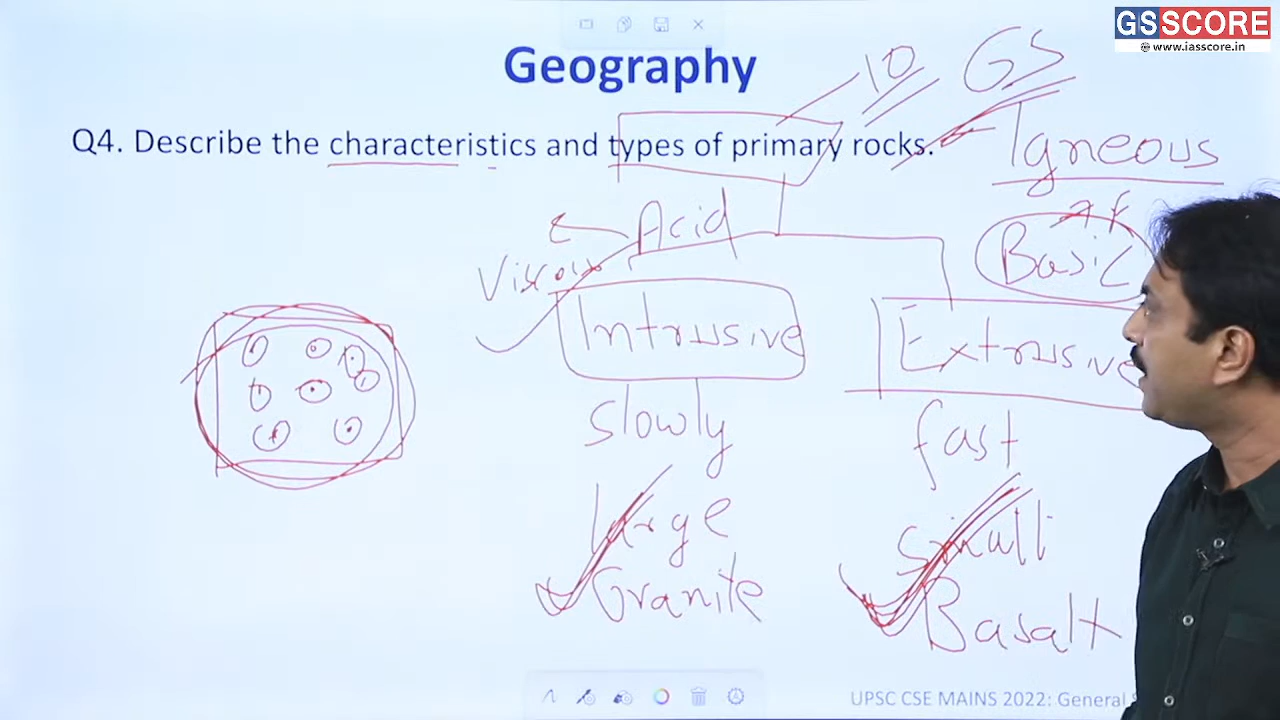 GSSCORE
www.iasscore.in
Geography
10 GS
Q4. Describe the characteristics and types of primary rocks.
Igneous
Acid
Basic
Intrusive
Extrusive
slowly
fast
large
small
Granite
Basalt
UPSC CSE MAINS 2022: General